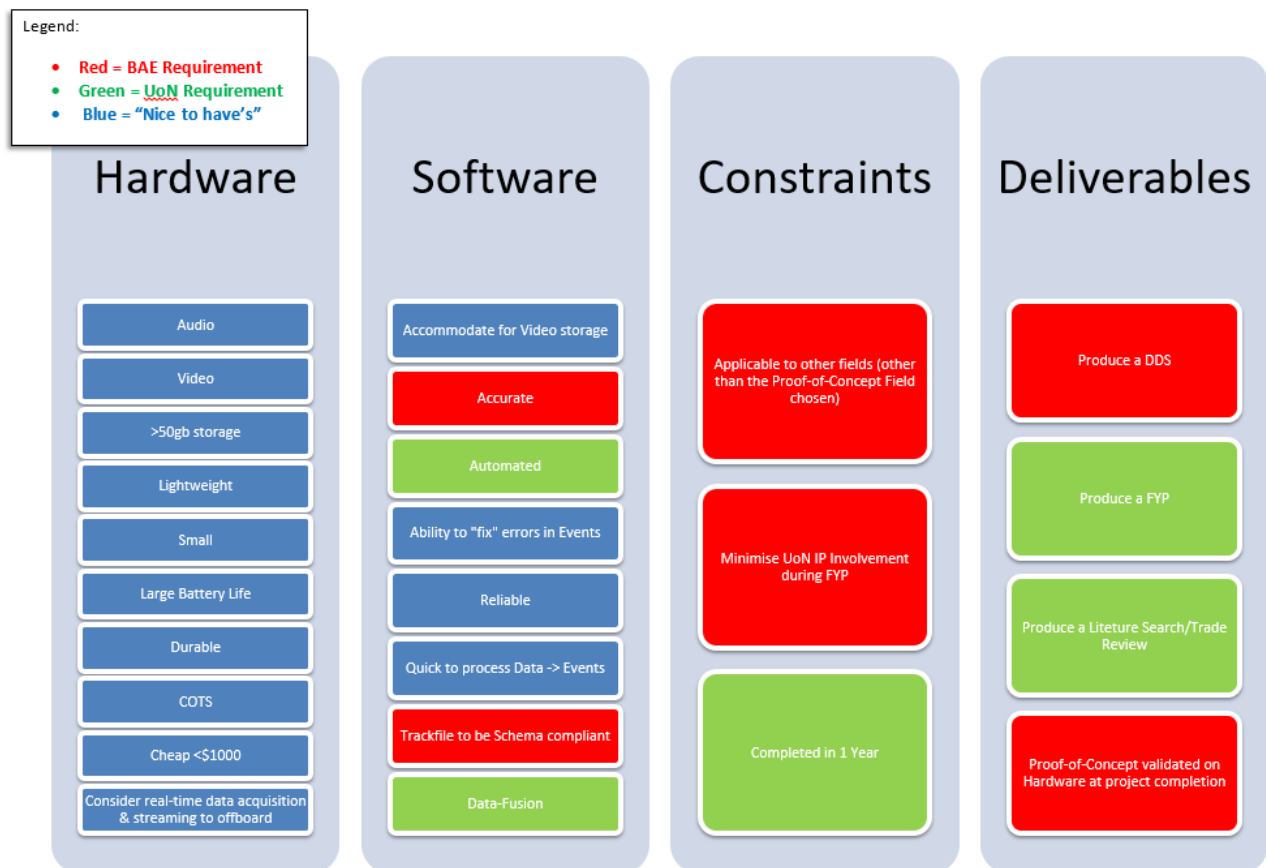 Legend:
• Red = BAE Requirement
• Green = UoN Requirement
• Blue = “Nice to have’s”
Hardware
Audio
Video
>50gb storage
Lightweight
Small
Large Battery Life
Durable
COTS
Cheap <$1000
Consider real-time data acquisition
& streaming to offboard
Software
Accommodate for Video storage
Accurate
Automated
Ability to "fix" errors in Events
Reliable
Quick to process Data -> Events
Trackfile to be Schema compliant
Data-Fusion
Constraints
Applicable to other fields (other
than the Proof-of-Concept Field
chosen)
Minimise UoN IP Involvement
during FYP
Completed in 1 Year
Deliverables
Produce a DDS
Produce a FYP
Produce a Liteture Search/Trade
Review
Proof-of-Concept validated on
Hardware at project completion